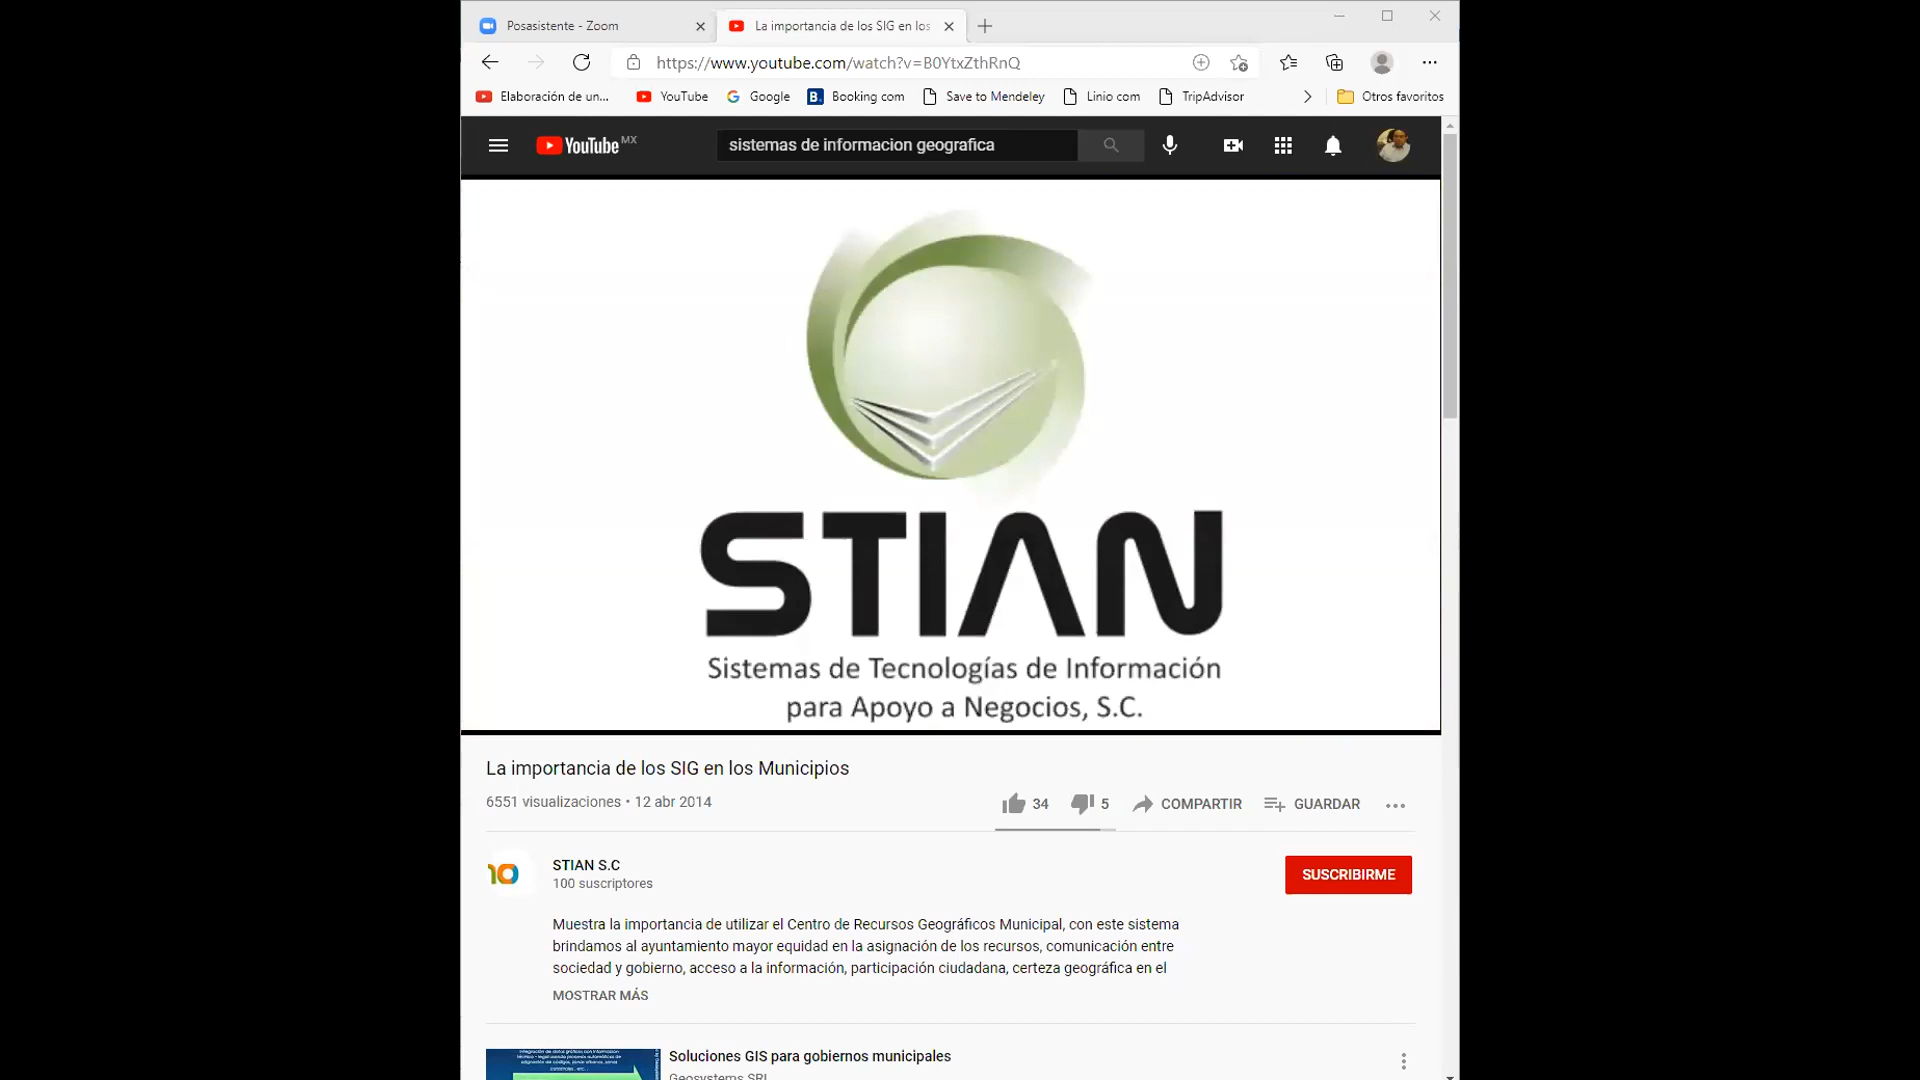 Posasistente - Zoom
La importancia de los SIG en los
https://www.youtube.com/watch?v=B0YtxZthRnQ
Elaboración de un...
YouTube
Google
B.
Booking com
Save to Mendeley
Linio com
TripAdvisor
Otros favoritos
YouTube MX
sistemas de informacion geografica
STIAN
Sistemas de Tecnologías de Información
para Apoyo a Negocios, S.C.
La importancia de los SIG en los Municipios
6551 visualizaciones • 12 abr 2014
34
5
COMPARTIR
GUARDAR
10
STIAN S.C
100 suscriptores
SUSCRIBIRME
Muestra la importancia de utilizar el Centro de Recursos Geográficos Municipal, con este sistema
brindamos al ayuntamiento mayor equidad en la asignación de los recursos, comunicación entre
sociedad y gobierno, acceso a la información, participación ciudadana, certeza geográfica en el
MOSTRAR MÁS
Soluciones GIS para gobiernos municipales
Geosystems SRL